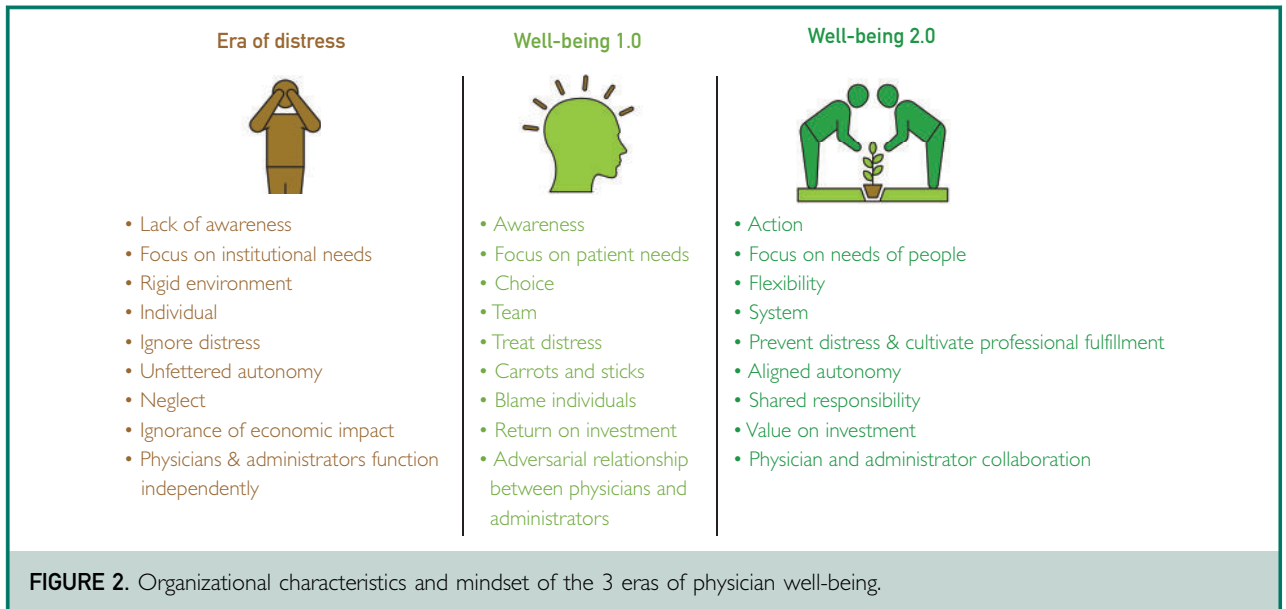 Era of distress
• Lack of awareness
• Focus on institutional needs
• Rigid environment
• Individual
• Ignore distress
• Unfettered autonomy
• Neglect
• Ignorance of economic impact
• Physicians & administrators function
independently
Well-being 1.0
• Awareness
• Focus on patient needs
• Choice
• Team
• Treat distress
• Carrots and sticks
• Blame individuals
• Return on investment
• Adversarial relationship
between physicians and
administrators
Well-being 2.0
• Action
• Focus on needs of people
• Flexibility
• System
• Prevent distress & cultivate professional fulfillment
• Aligned autonomy
• Shared responsibility
• Value on investment
• Physician and administrator collaboration
FIGURE 2. Organizational characteristics and mindset of the 3 eras of physician well-being.